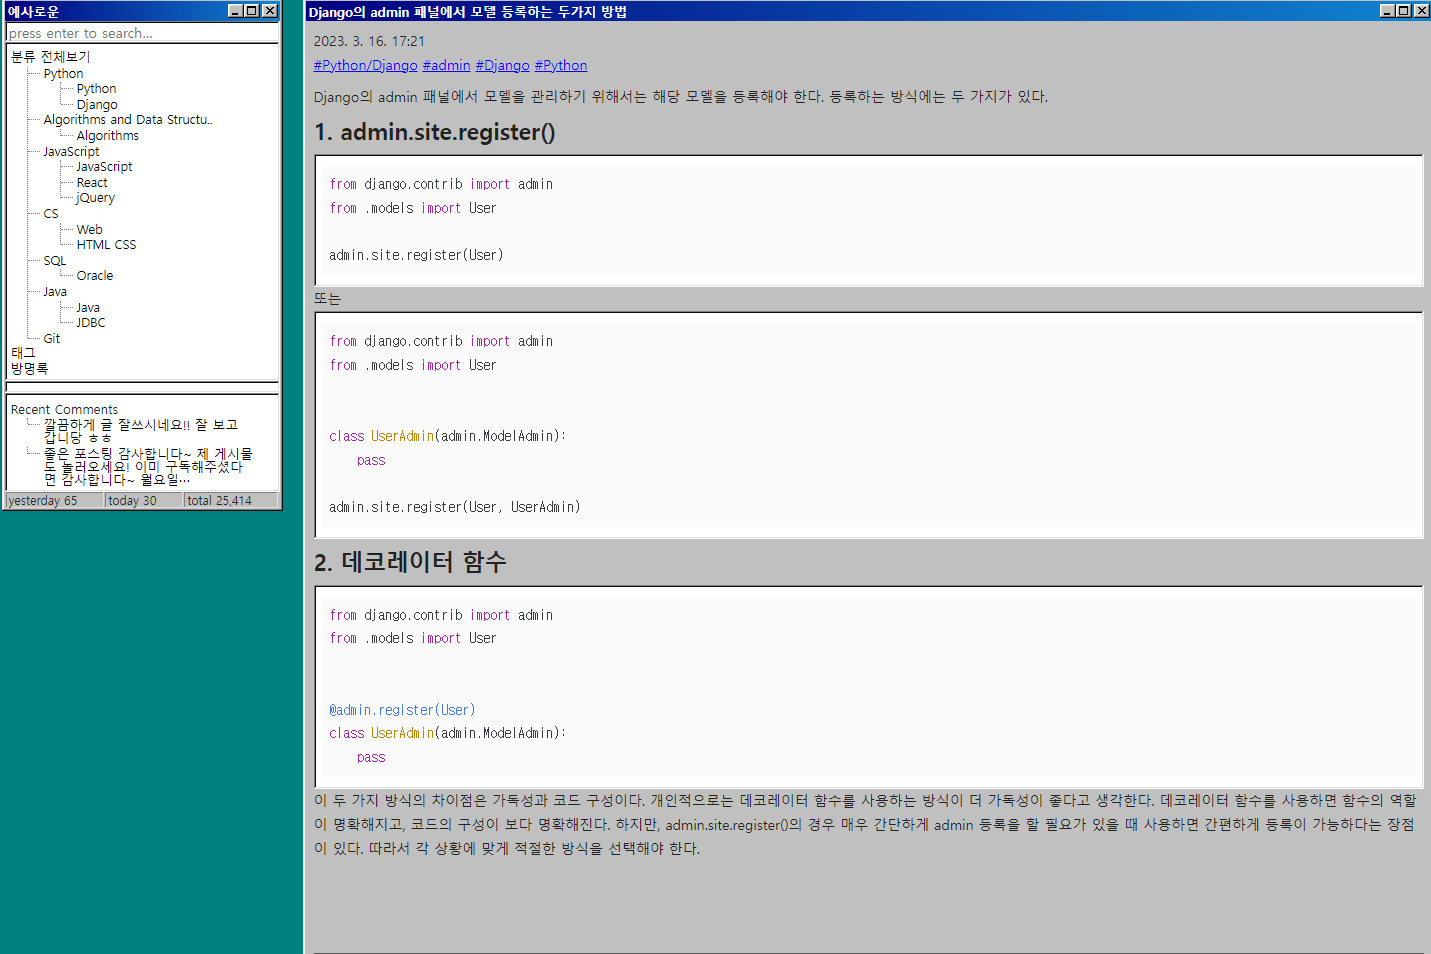 에사로운
press enter to search...
분류 전체보기
Python
Python
Django
Algorithms and Data Structu..
Algorithms
JavaScript
JavaScript
React
jQuery
CS
Web
HTML CSS
SQL
Oracle
Java
Java
JDBC
Git
태그
방명록
Recent Comments
깔끔하게 글 잘쓰시네요!! 잘 보고
갑니당 ㅎㅎ
좋은 포스팅 감사합니다~ 제 게시물
도 놀러오세요! 이미 구독해주셨다
면 감사합니다~ 월요일…
yesterday 65 today 30 total 25,414
Django의 admin 패널에서 모델 등록하는 두가지 방법
2023. 3. 16. 17:21
#Python/Django #admin #Django #Python
Django의 admin 패널에서 모델을 관리하기 위해서는 해당 모델을 등록해야 한다. 등록하는 방식에는 두 가지가 있다.
1. admin.site.register()
from django.contrib import admin
from .models import User
admin.site.register(User)
또는
from django.contrib import admin
from .models import User
class UserAdmin(admin.ModelAdmin):
pass
admin.site.register(User, UserAdmin)
2. 데코레이터 함수
from django.contrib import admin
from .models import User
@admin.register(User)
class UserAdmin(admin.ModelAdmin):
pass
이 두 가지 방식의 차이점은 가독성과 코드 구성이다. 개인적으로는 데코레이터 함수를 사용하는 방식이 더 가독성이 좋다고 생각한다. 데코레이터 함수를 사용하면 함수의 역할
이 명확해지고, 코드의 구성이 보다 명확해진다. 하지만, admin.site.register()의 경우 매우 간단하게 admin 등록을 할 필요가 있을 때 사용하면 간편하게 등록이 가능하다는 장점
이 있다. 따라서 각 상황에 맞게 적절한 방식을 선택해야 한다.